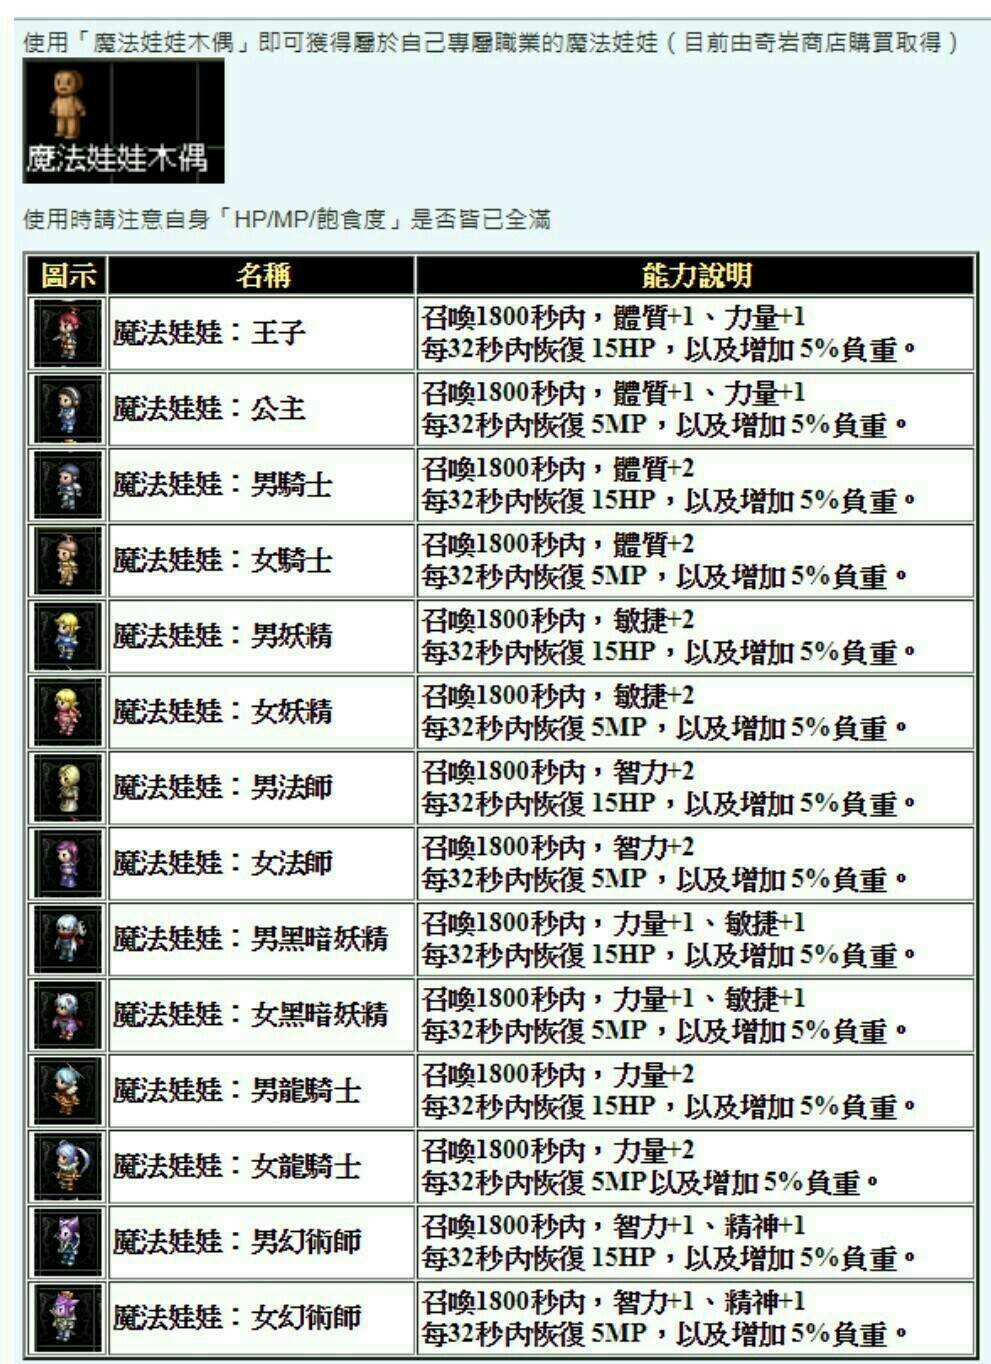 使用「魔法娃娃木偶」即可獲得屬於自己專屬職業的魔法娃娃（目前由奇岩商店購買取得）
魔法娃娃木偶
使用時請注意自身「HP/MP/飽食度」是否皆已全滿
圖示 名稱 能力說明
魔法娃娃：王子
召喚1800秒內，體質+1、力量+1
每32秒內恢復 15HP，以及增加 5%負重。
魔法娃娃：公主
召喚1800秒內，體質+1、力量+1
每32秒內恢復 5MP，以及增加 5%負重。
魔法娃娃：男騎士
召喚1800秒內，體質+2
每32秒內恢復 15HP，以及增加 5%負重。
魔法娃娃：女騎士
召喚1800秒內，體質+2
每32秒內恢復 5MP，以及增加 5%負重。
魔法娃娃：男妖精
召喚1800秒內，敏捷+2
每32秒內恢復 15HP，以及增加 5%負重。
魔法娃娃：女妖精
召喚1800秒內，敏捷+2
每32秒內恢復 5MP，以及增加 5%負重。
魔法娃娃：男法師
召喚1800秒內，智力+2
每32秒內恢復 15HP，以及增加 5%負重。
魔法娃娃：女法師
召喚1800秒內，智力+2
每32秒內恢復 5MP，以及增加 5%負重。
魔法娃娃：男黑暗妖精
召喚1800秒內，力量+1、敏捷+1
每32秒內恢復 15HP，以及增加 5%負重。
魔法娃娃：女黑暗妖精
召喚1800秒內，力量+1、敏捷+1
每32秒內恢復 5MP，以及增加 5%負重。
魔法娃娃：男龍騎士
召喚1800秒內，力量+2
每32秒內恢復 15HP，以及增加 5%負重。
魔法娃娃：女龍騎士
召喚1800秒內，力量+2
每32秒內恢復 5MP以及增加 5%負重。
魔法娃娃：男幻術師
召喚1800秒內，智力+1、精神+1
每32秒內恢復 15HP，以及增加 5%負重。
魔法娃娃：女幻術師
召喚1800秒內，智力+1、精神+1
每32秒內恢復 5MP，以及增加 5%負重。